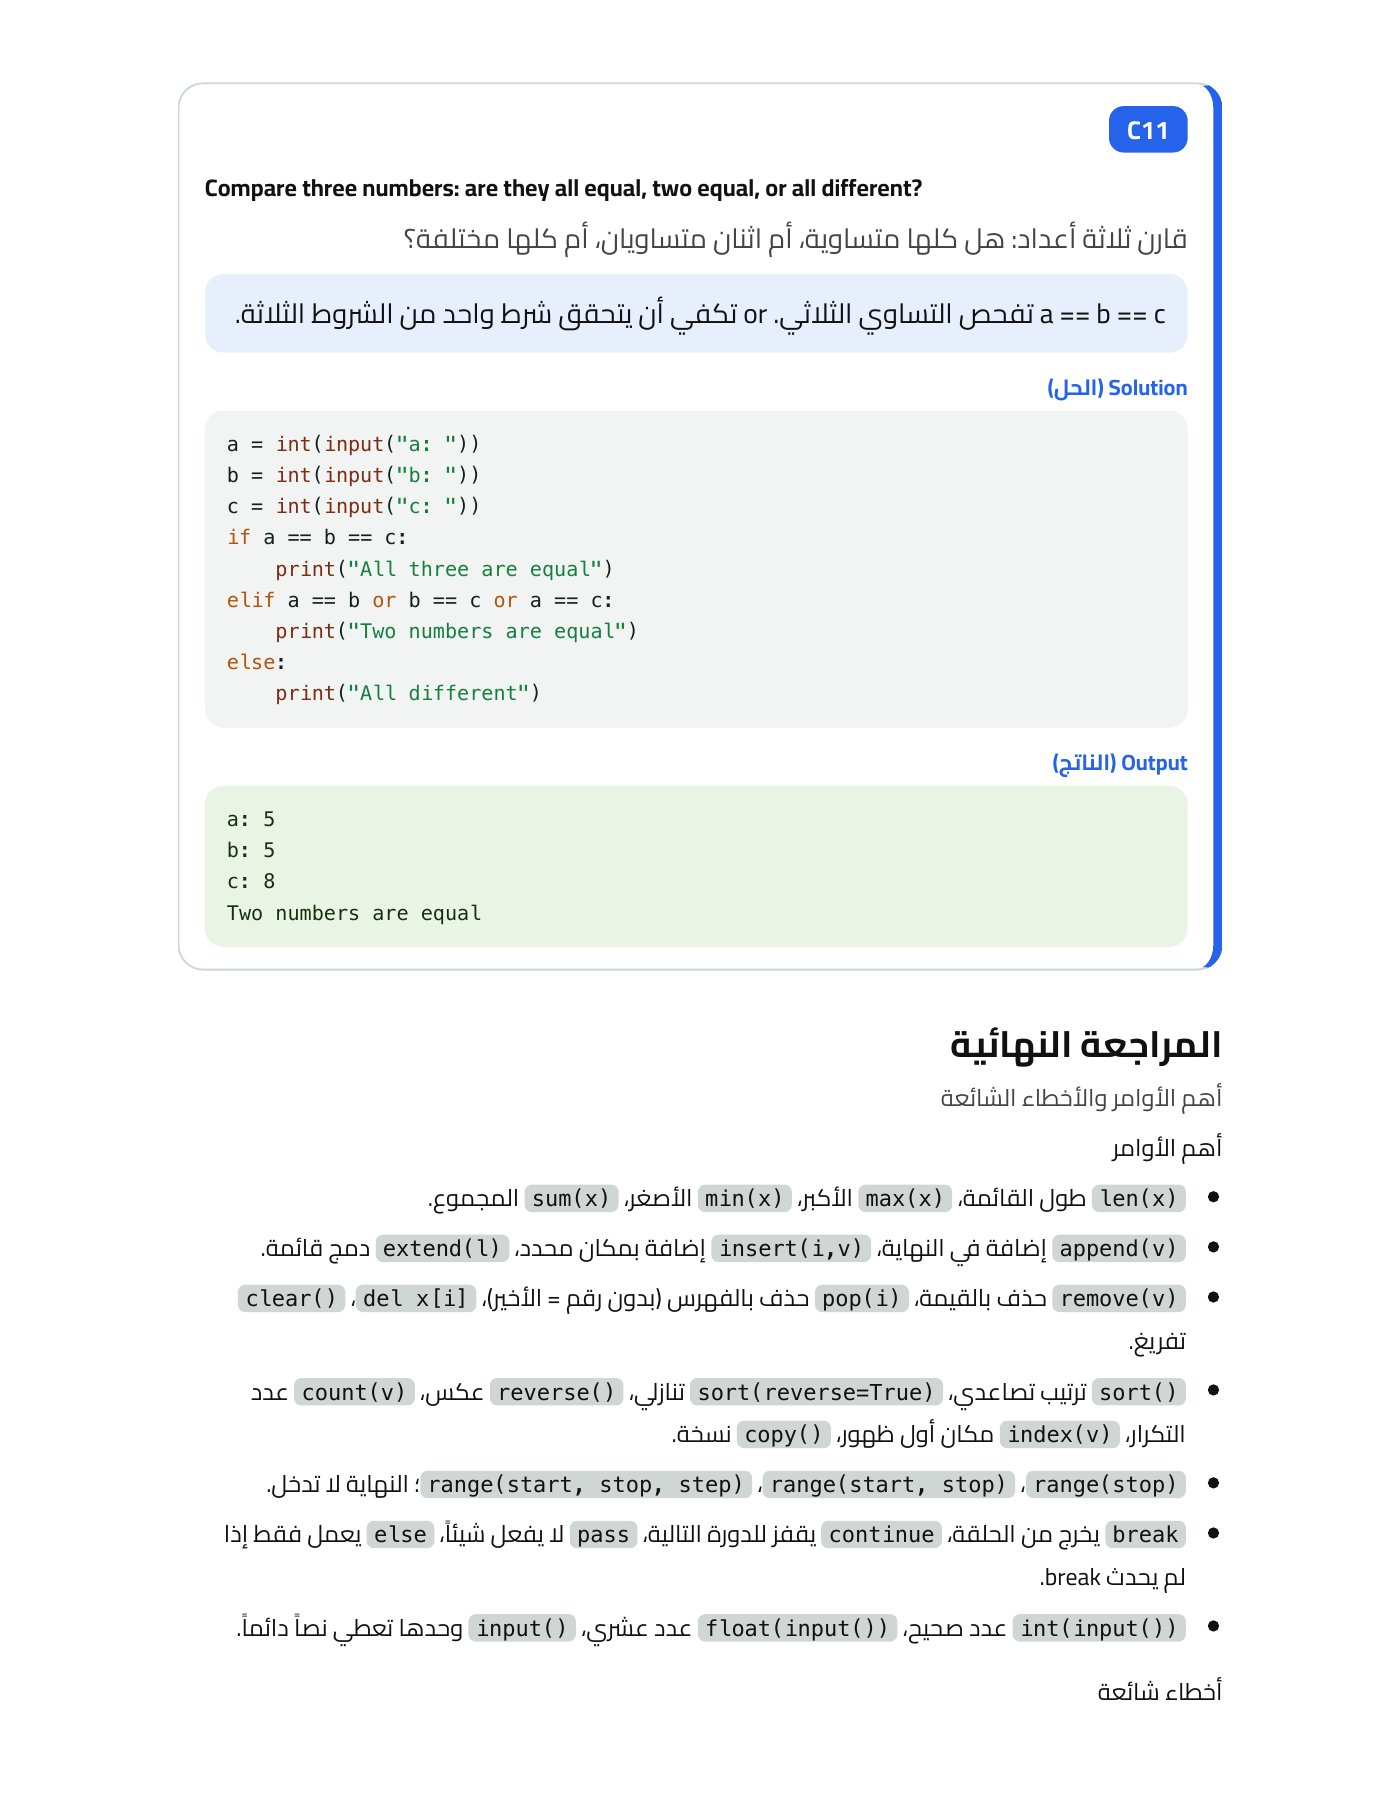 C11
Compare three numbers: are they all equal, two equal, or all different?
قارن ثلاثة أعداد: هل كلها متساوية، أم اثنان متساويان، أم كلها مختلفة؟
a == b == c تفحص التساوي الثلاثي. or تكفي أن يتحقق شرط واحد من الشروط الثلاثة.
Solution (الحل)
a = int(input("a: "))
b = int(input("b: "))
c = int(input("c: "))
if a == b == c:
    print("All three are equal")
elif a == b or b == c or a == c:
    print("Two numbers are equal")
else:
    print("All different")
Output (الناتج)
a: 5
b: 5
c: 8
Two numbers are equal
المراجعة النهائية
أهم الأوامر والأخطاء الشائعة
أهم الأوامر
• len(x) طول القائمة، max(x) الأكبر، min(x) الأصغر، sum(x) المجموع.
• append(v) إضافة في النهاية، insert(i,v) إضافة بمكان محدد، extend(l) دمج قائمة.
• remove(v) حذف بالقيمة، pop(i) حذف بالفهرس (بدون رقم = الأخير)، del x[i]، clear()
تفريغ.
• sort() ترتيب تصاعدي، sort(reverse=True) تنازلي، reverse() عكس، count(v) عدد
التكرار، index(v) مكان أول ظهور، copy() نسخة.
• range(stop)، range(start, stop)، range(start, stop, step)؛ النهاية لا تدخل.
• break يخرج من الحلقة، continue يقفز للدورة التالية، pass لا يفعل شيئاً، else يعمل فقط إذا
لم يحدث break.
• int(input()) عدد صحيح، float(input()) عدد عشري، input() وحدها تعطي نصاً دائماً.
أخطاء شائعة